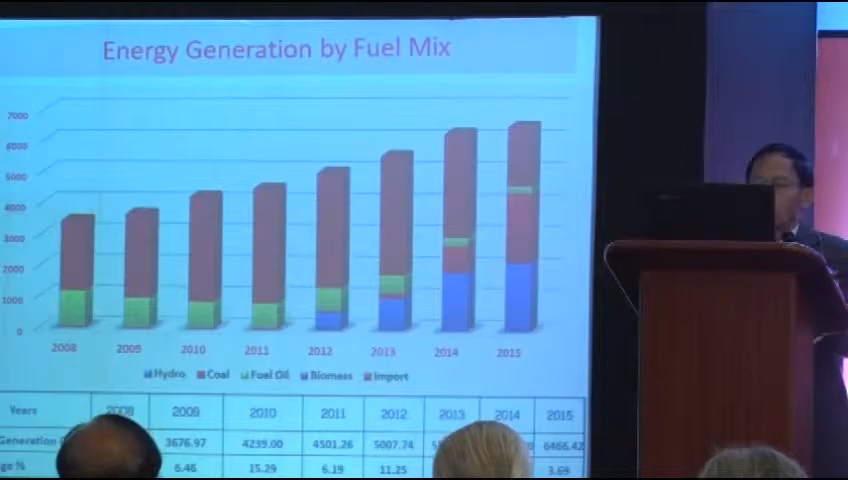 Energy Generation by Fuel Mix
7000
6000
5000
4000
3000
2000
1000
0
2008 2009 2010 2011 2012 2013 2014 2015
Hydro Coal Fuel Oil Biomass Import
Years 2008 2009 2010 2011 2012 2013 2014 2015
Generation 3676.97 4239.00 4501.26 5007.74 6466.42
ge % 6.46 15.29 6.19 11.25 3.69